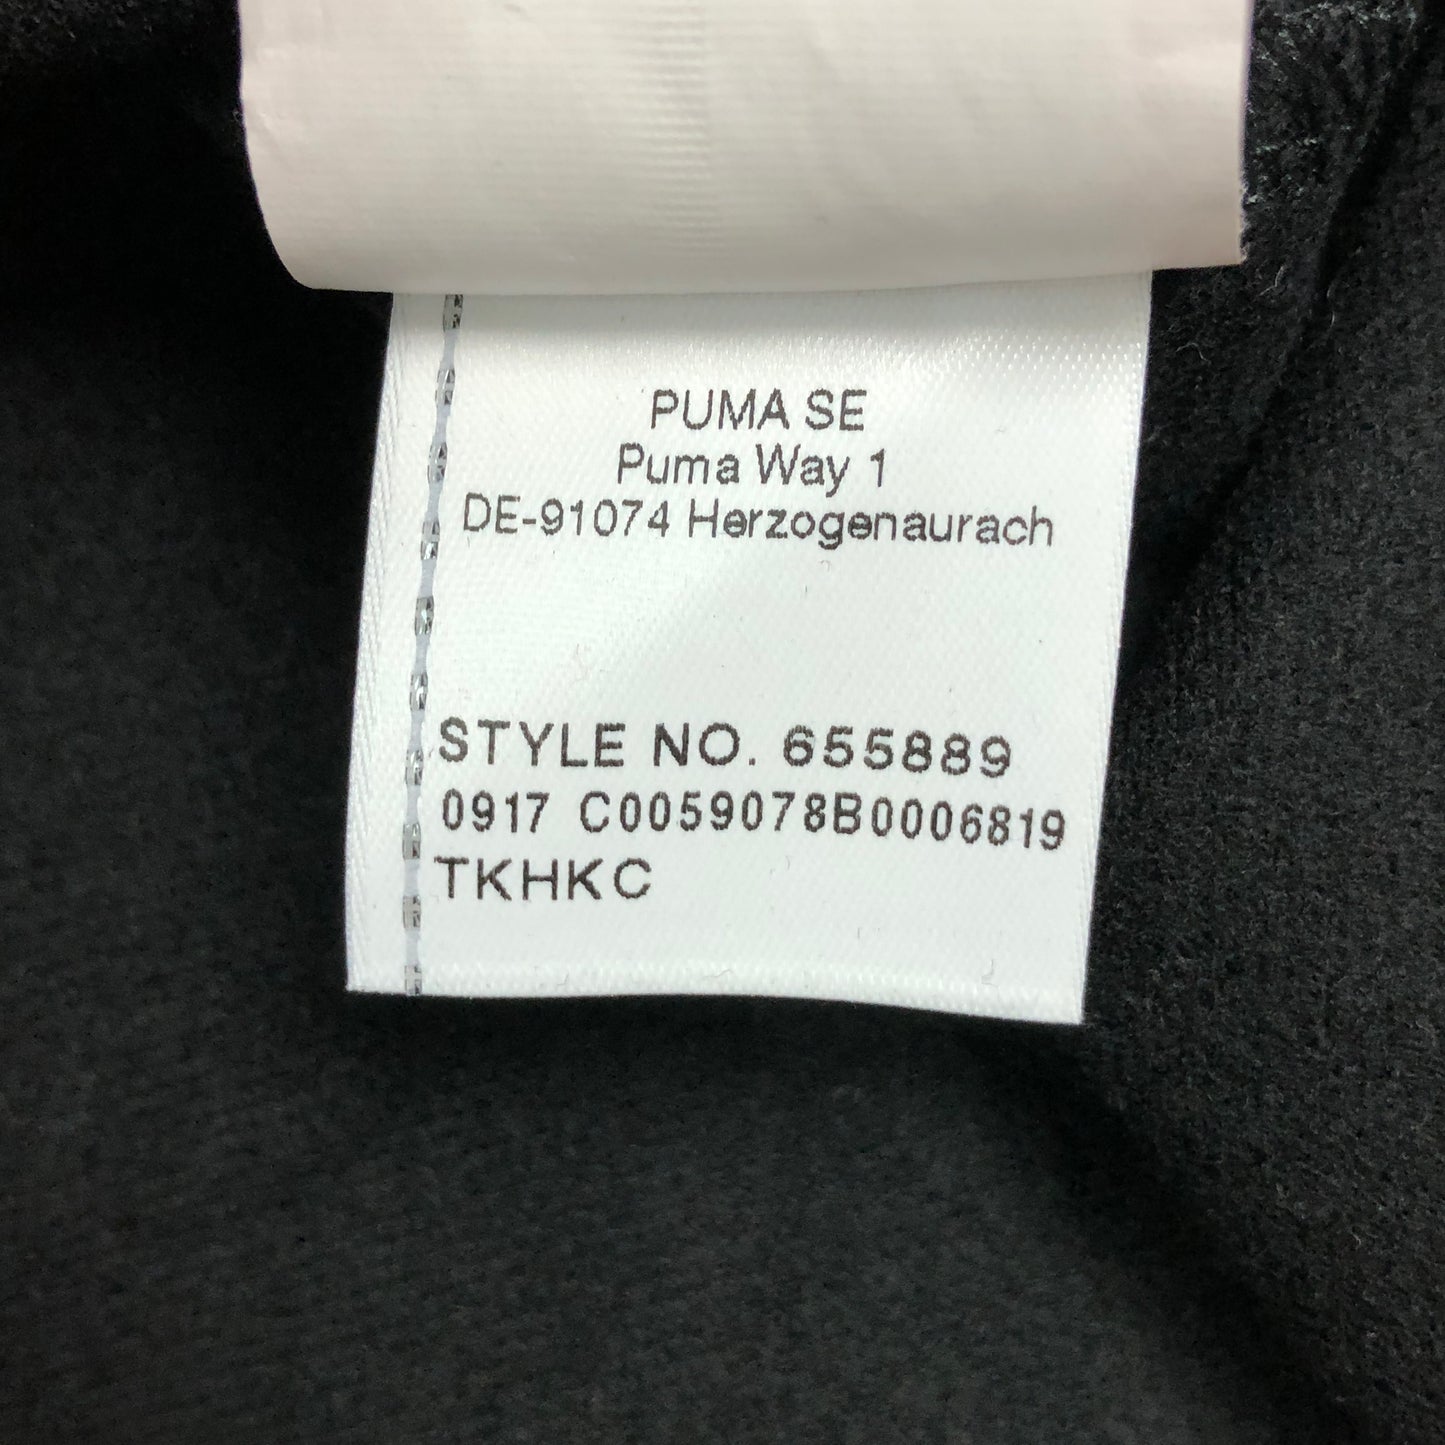 PUMA SE
Puma Way 1
DE-91074 Herzogenaurach
STYLE NO. 655889
0917 C0059078B0006819
TKHKC